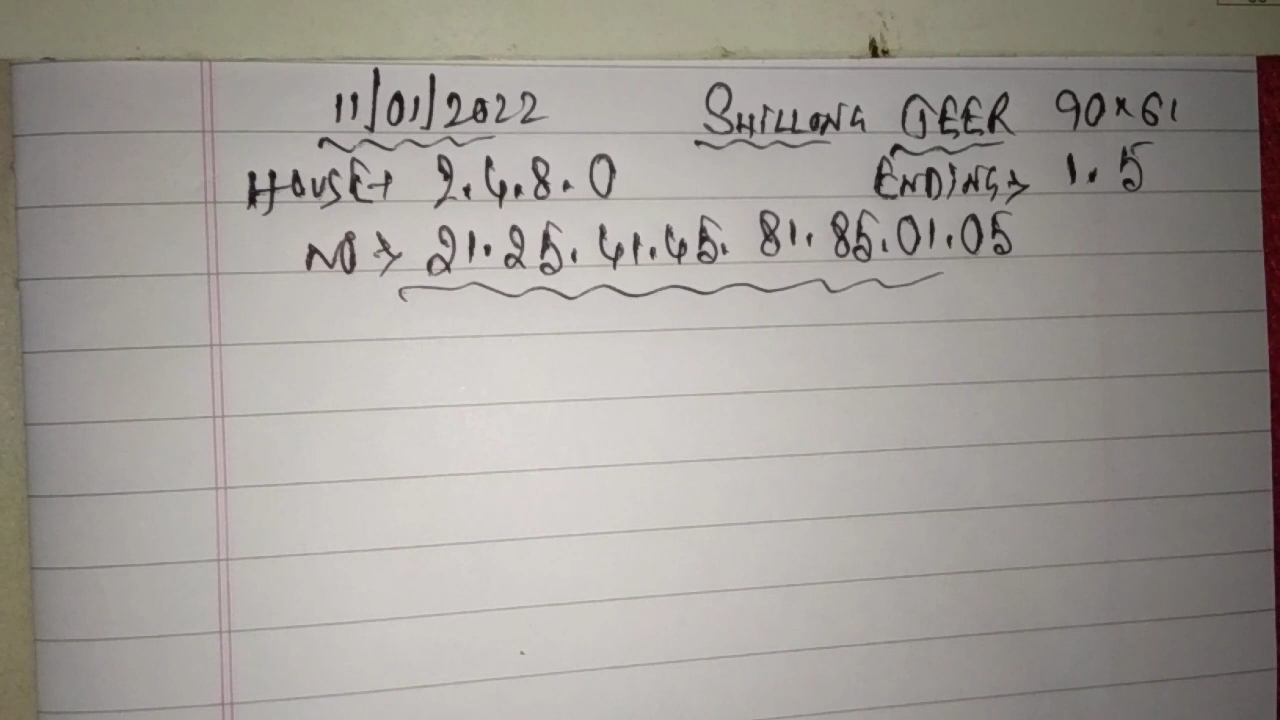 11/01/2022 SHILLONG TEER 90×61
HOUSE→ 2.4.8.0 ENDING→ 1.5
NO→ 21.25.41.45.81.85.01.05